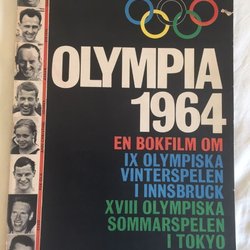 OLYMPIA
1964
EN BOKFILM OM
IX OLYMPISKA
VINTERSPELEN
I INNSBRUCK
XVIII OLYMPISKA
SOMMARSPELEN
I TOKYO